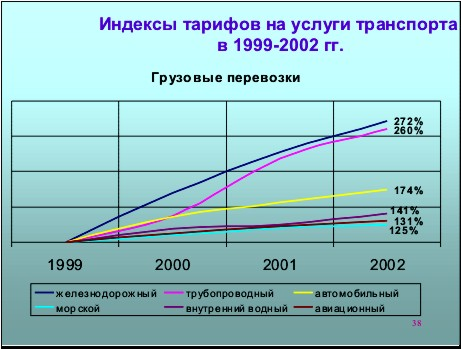 Индексы тарифов на услуги транспорта
в 1999-2002 гг.
Грузовые перевозки
272%
260%
174%
141%
131%
125%
1999 2000 2001 2002
железнодорожный трубопроводный автомобильный
морской внутренний водный авиационный
38